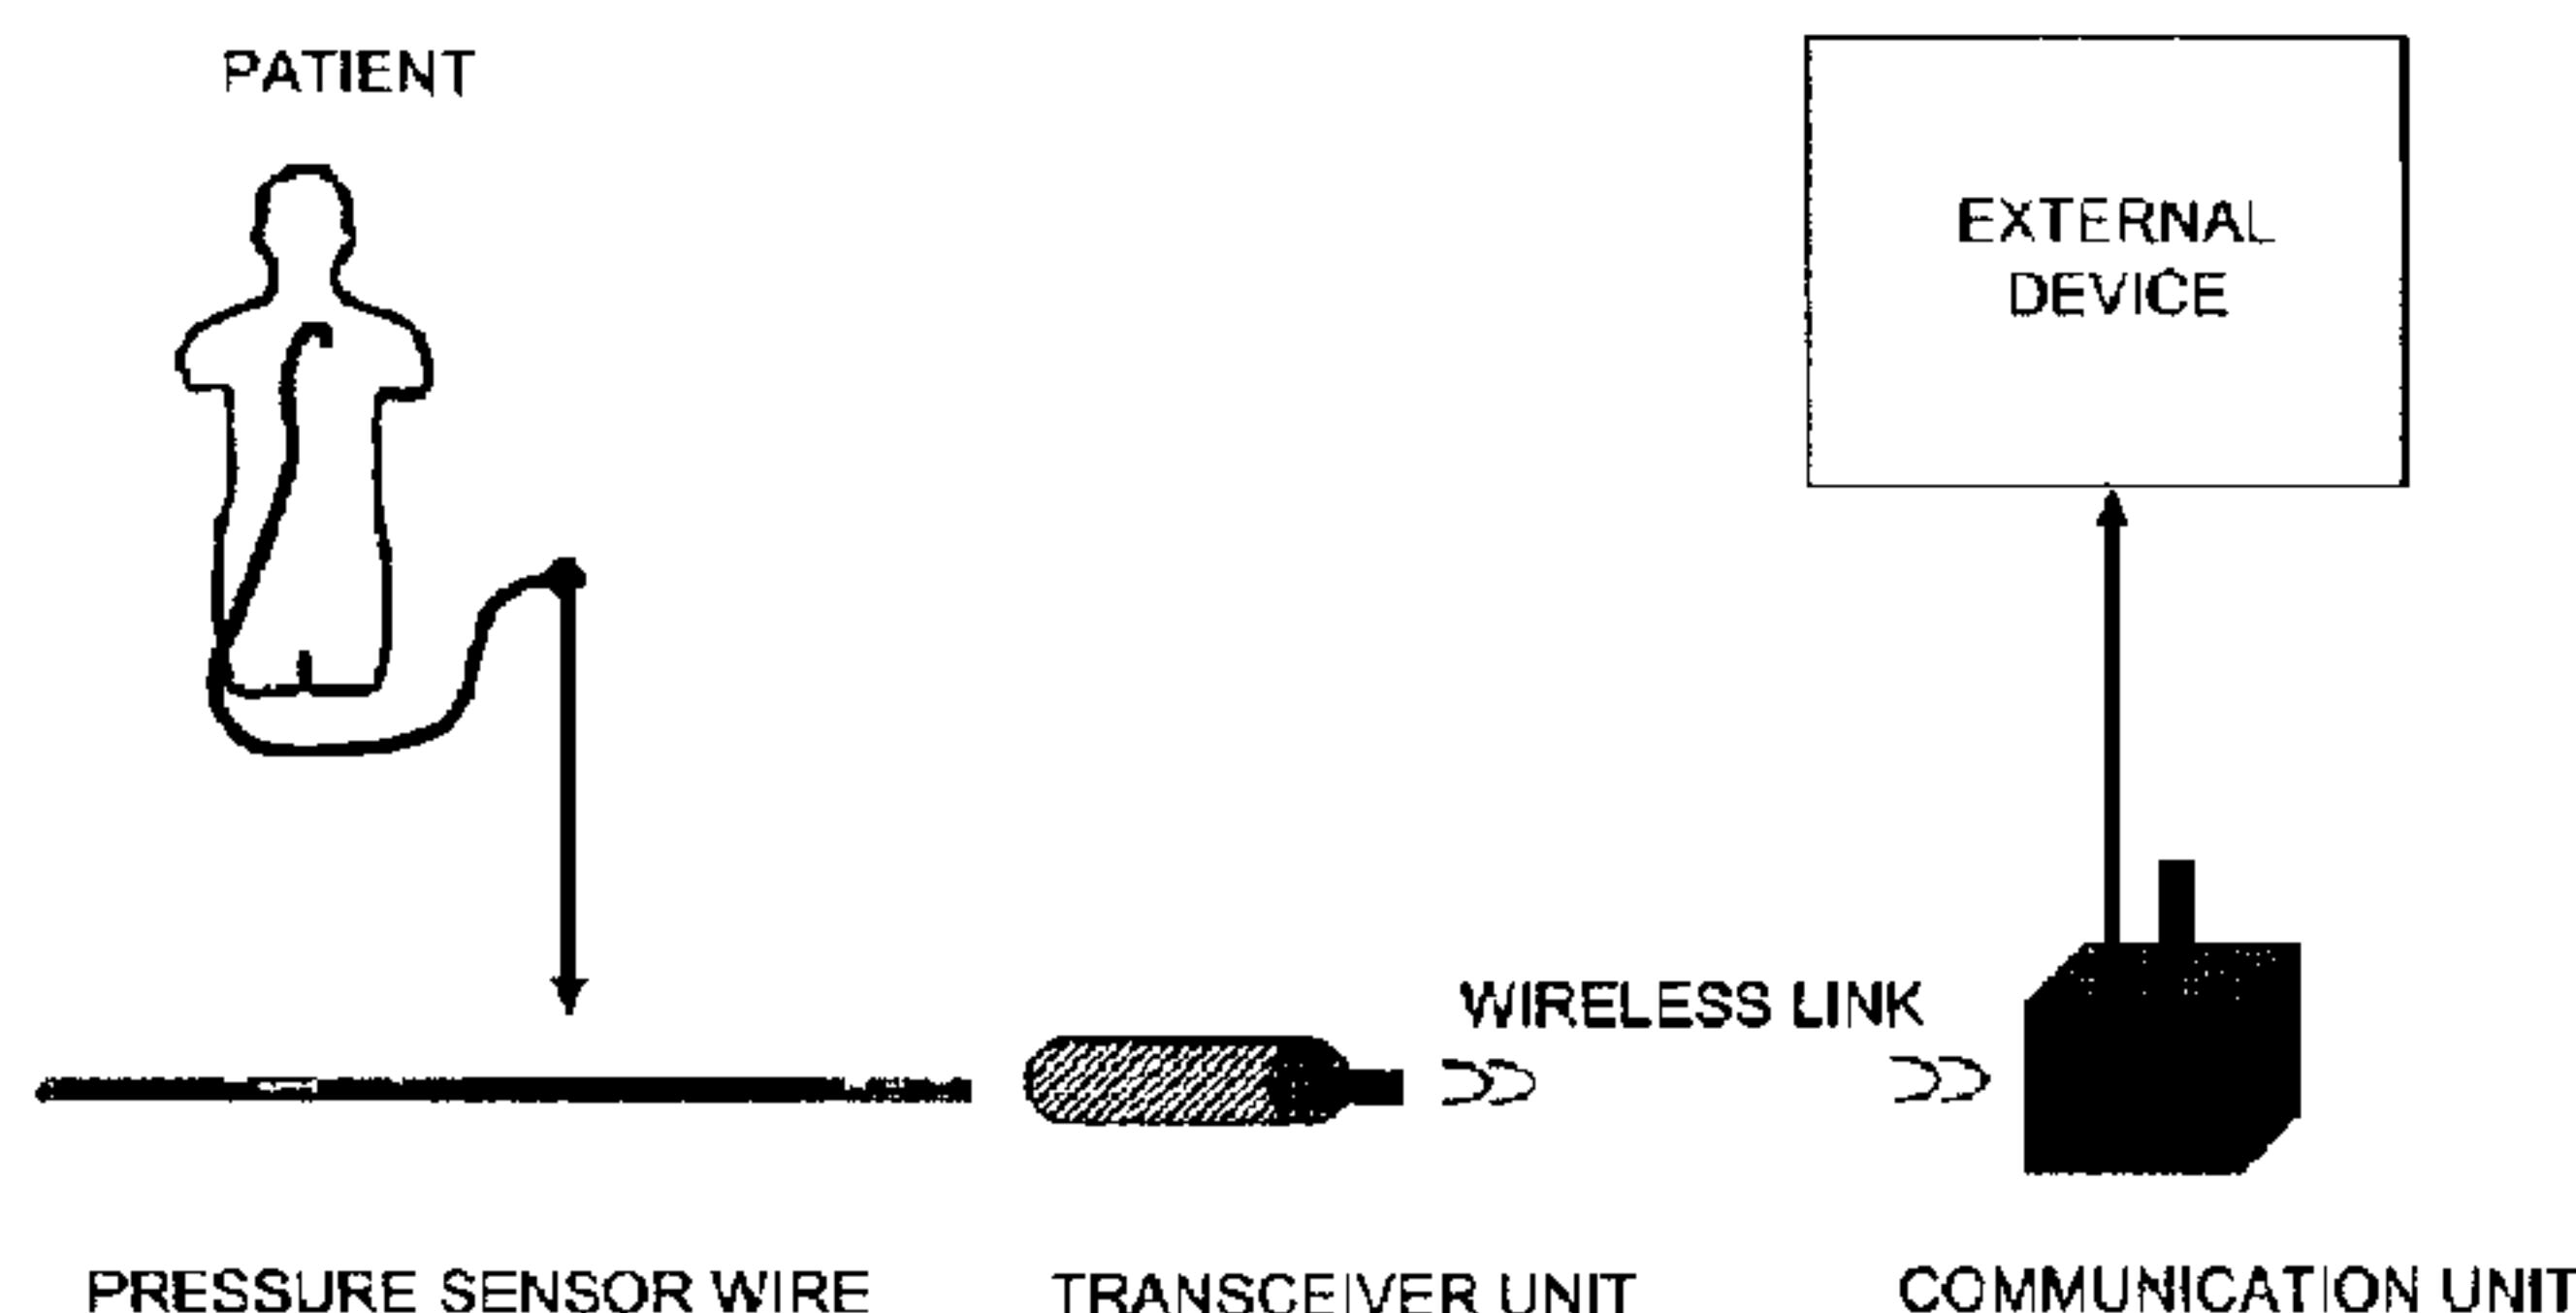 PATIENT
EXTERNAL
DEVICE
WIRELESS LINK
PRESSURE SENSOR WIRE
TRANSCEIVER UNIT
COMMUNICATION UNIT